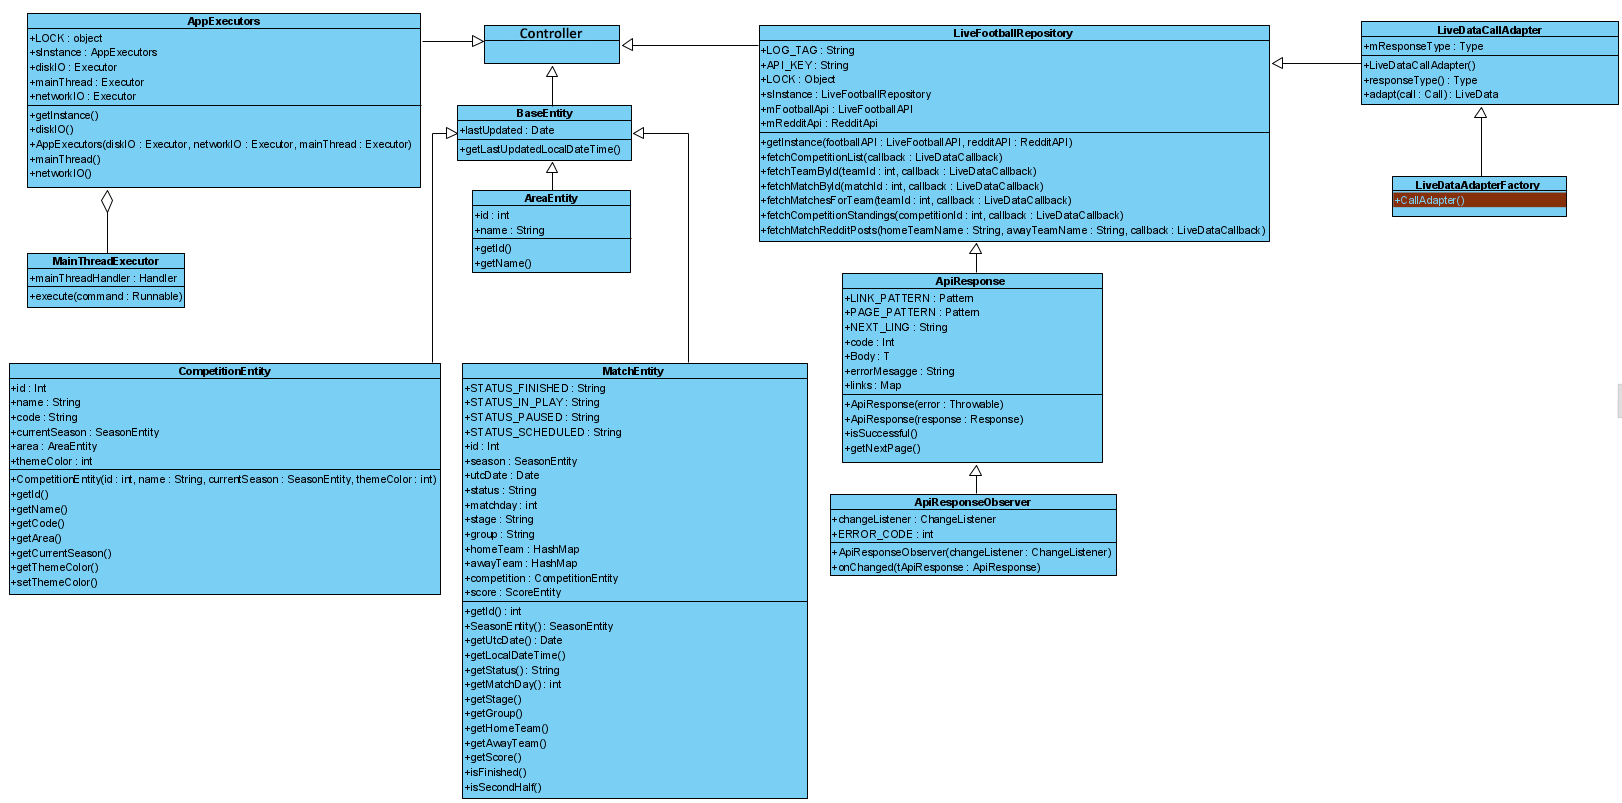 AppExecutors
+LOCK : object
+sInstance : AppExecutors
+diskIO : Executor
+mainThread : Executor
+networkIO : Executor
+getInstance()
+diskIO()
+AppExecutors(diskIO : Executor, networkIO : Executor, mainThread : Executor)
+mainThread()
+networkIO()
MainThreadExecutor
+mainThreadHandler : Handler
+execute(command : Runnable)
Controller
BaseEntity
+lastUpdated : Date
+getLastUpdatedLocalDateTime()
AreaEntity
+id : int
+name : String
+getId()
+getName()
CompetitionEntity
+id : Int
+name : String
+code : String
+currentSeason : SeasonEntity
+area : AreaEntity
+themeColor : int
+CompetitionEntity(id : int, name : String, currentSeason : SeasonEntity, themeColor : int)
+getId()
+getName()
+getCode()
+getArea()
+getCurrentSeason()
+getThemeColor()
+setThemeColor()
MatchEntity
+STATUS_FINISHED : String
+STATUS_IN_PLAY : String
+STATUS_PAUSED : String
+STATUS_SCHEDULED : String
+id : Int
+season : SeasonEntity
+utcDate : Date
+status : String
+matchday : int
+stage : String
+group : String
+homeTeam : HashMap
+awayTeam : HashMap
+competition : CompetitionEntity
+score : ScoreEntity
+getId() : int
+SeasonEntity() : SeasonEntity
+getUtcDate() : Date
+getLocalDateTime()
+getStatus() : String
+getMatchDay() : int
+getStage()
+getGroup()
+getHomeTeam()
+getAwayTeam()
+getScore()
+isFinished()
+isSecondHalf()
LiveFootballRepository
+LOG_TAG : String
+API_KEY : String
+LOCK : Object
+sInstance : LiveFootballRepository
+mFootballApi : LiveFootballAPI
+mRedditApi : RedditApi
+getInstance(footballAPI : LiveFootballAPI, redditAPI : RedditAPI)
+fetchCompetitionList(callback : LiveDataCallback)
+fetchTeamById(teamId : int, callback : LiveDataCallback)
+fetchMatchById(matchId : int, callback : LiveDataCallback)
+fetchMatchesForTeam(teamId : int, callback : LiveDataCallback)
+fetchCompetitionStandings(competitionId : int, callback : LiveDataCallback)
+fetchMatchRedditPosts(homeTeamName : String, awayTeamName : String, callback : LiveDataCallback)
ApiResponse
+LINK_PATTERN : Pattern
+PAGE_PATTERN : Pattern
+NEXT_LING : String
+code : Int
+Body : T
+errorMesagge : String
+links : Map
+ApiResponse(error : Throwable)
+ApiResponse(response : Response)
+isSuccessful()
+getNextPage()
ApiResponseObserver
+changeListener : ChangeListener
+ERROR_CODE : int
+ApiResponseObserver(changeListener : ChangeListener)
+onChanged(tApiResponse : ApiResponse)
LiveDataCallAdapter
+mResponseType : Type
+LiveDataCallAdapter()
+responseType() : Type
+adapt(call : Call) : LiveData
LiveDataAdapterFactory
+CallAdapter()